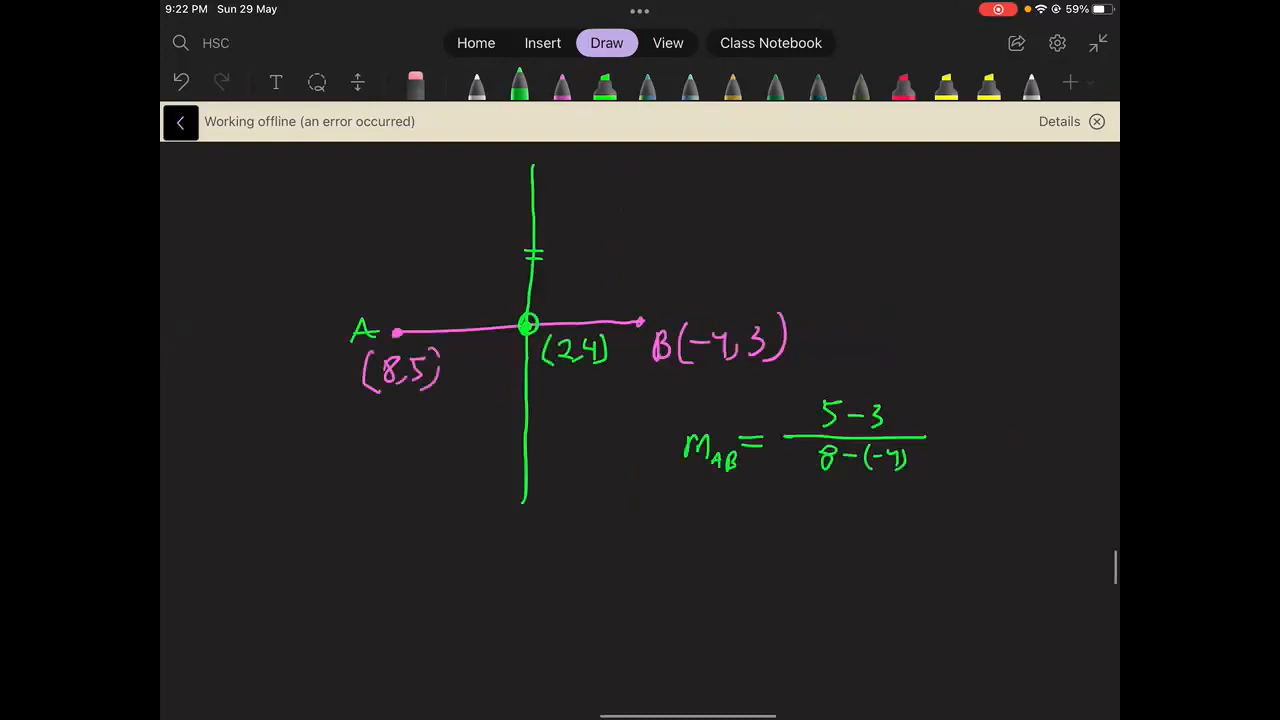 9:22 PM Sun 29 May
59%
HSC
Home Insert Draw View Class Notebook
T
Working offline (an error occurred)
Details
A
(8,5)
(2,4)
B(-4,3)
m_AB = 5-3
8-(-4)